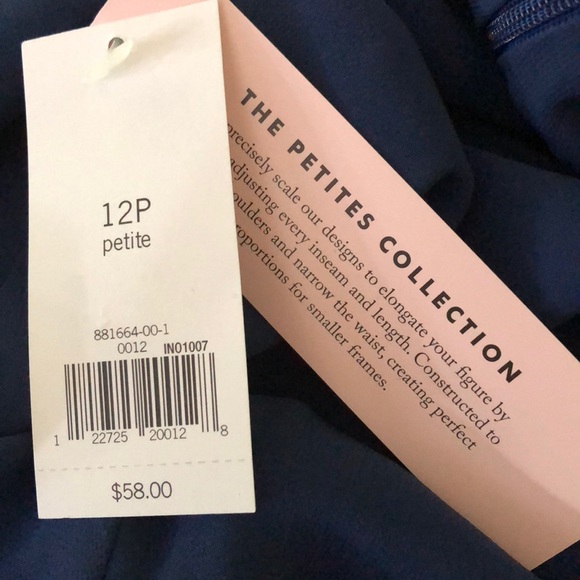 12P
petite
881664-00-1
0012 IN01007
1 22725 20012 8
$58.00
THE PETITES COLLECTION
precisely scale our designs to elongate your figure by
adjusting every inseam and length. Constructed to
narrow the waist, creating perfect
proportions for smaller frames.